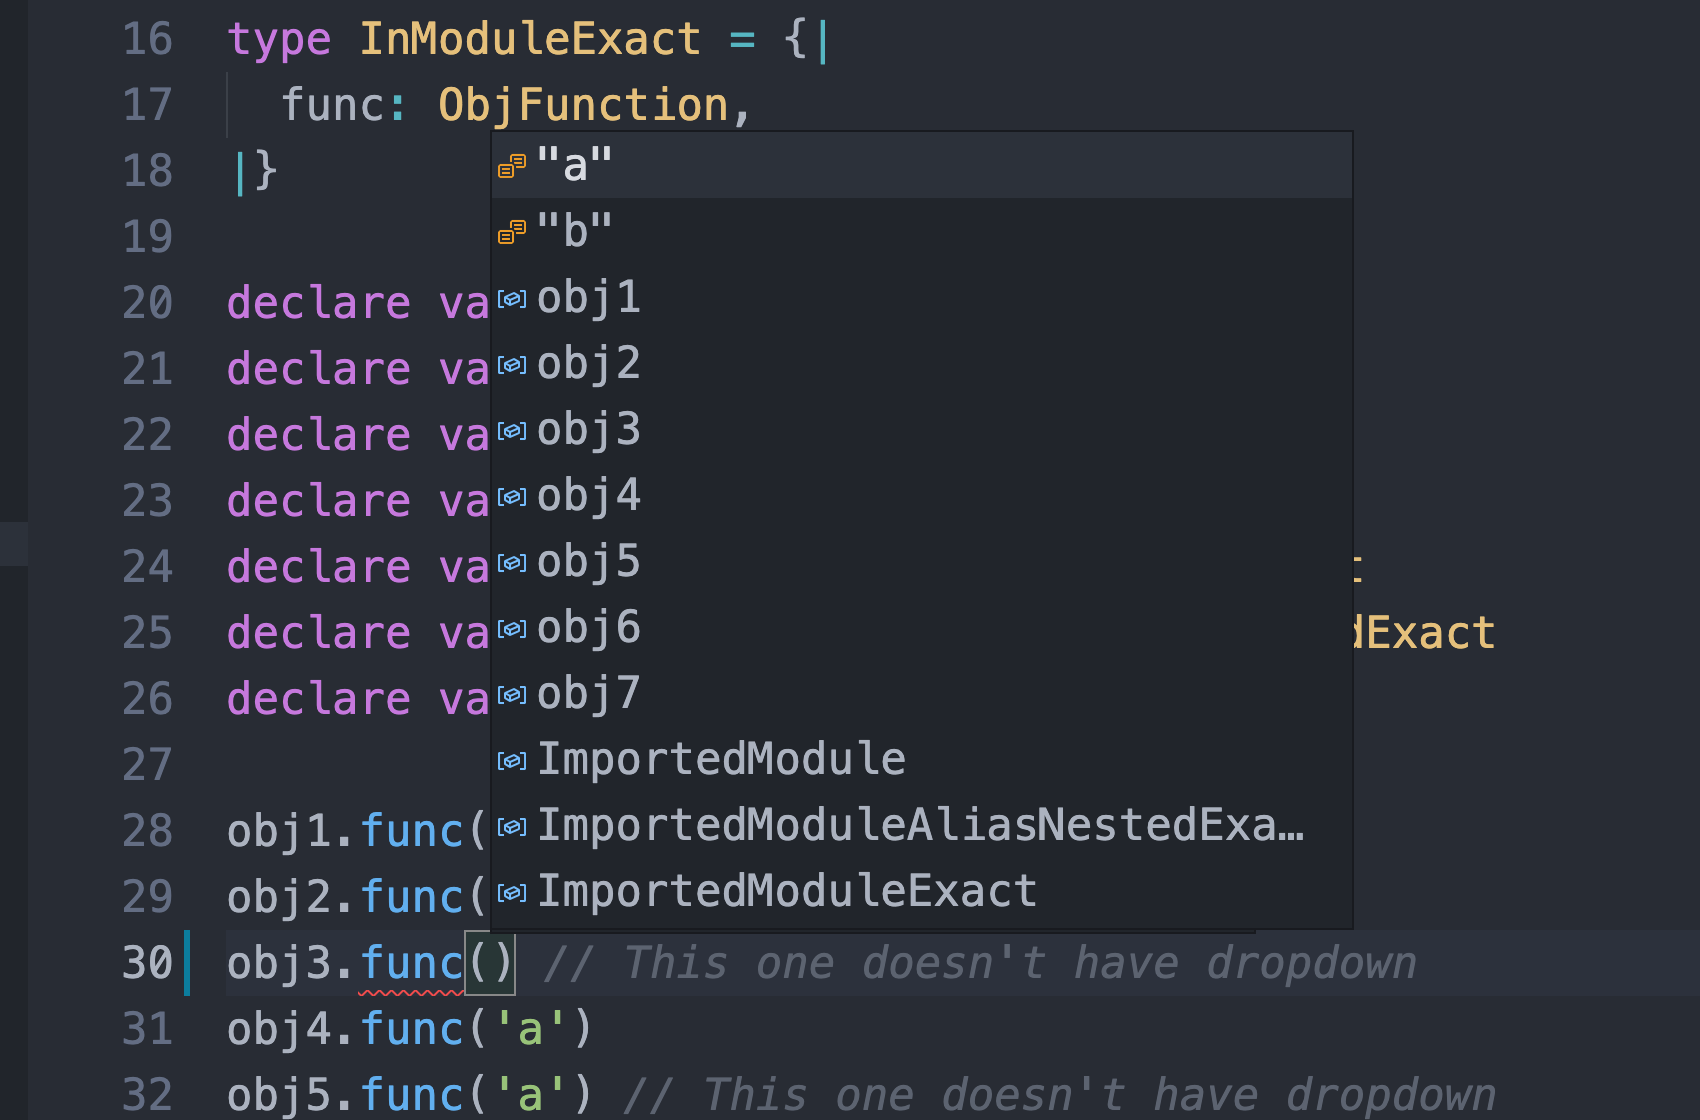 16 type InModuleExact = {|
17 func: ObjFunction,
18 |}
19
20 declare va
21 declare va
22 declare va
23 declare va
24 declare va t
25 declare va dExact
26 declare va
27
28 obj1.func(
29 obj2.func(
30 obj3.func() // This one doesn't have dropdown
31 obj4.func('a')
32 obj5.func('a') // This one doesn't have dropdown
"a"
"b"
obj1
obj2
obj3
obj4
obj5
obj6
obj7
ImportedModule
ImportedModuleAliasNestedExa…
ImportedModuleExact